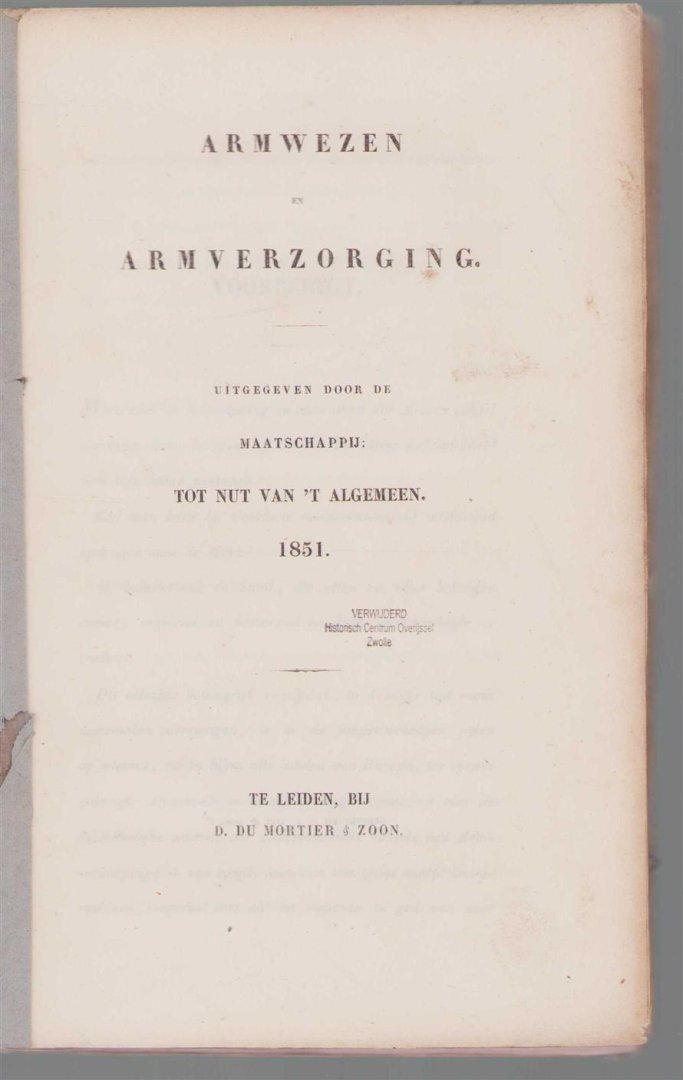 ARMWEZEN
EN
ARMVERZORGING.
VOORBERIGT.
UITGEGEVEN DOOR DE
MAATSCHAPPIJ:
TOT NUT VAN 'T ALGEMEEN.
1851.
VERWIJDERD
Historisch Centrum Overijssel
Zwolle
TE LEIDEN, BIJ
D. DU MORTIER & ZOON.